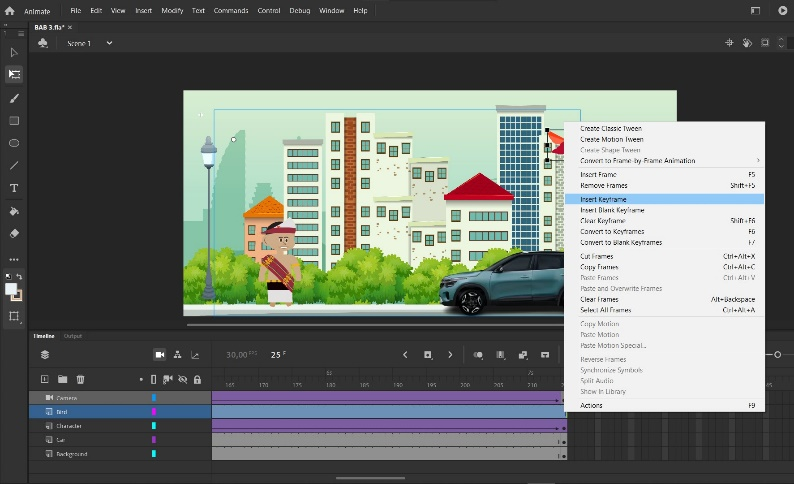 Animate File Edit View Insert Modify Text Commands Control Debug Window Help
BAB 3.fla* ×
Scene 1
Create Classic Tween
Create Motion Tween
Create Shape Tween
Convert to Frame-by-Frame Animation
Insert Frame F5
Remove Frames Shift+F5
Insert Keyframe
Insert Blank Keyframe
Clear Keyframe Shift+F6
Convert to Keyframes F6
Convert to Blank Keyframes F7
Cut Frames Ctrl+Alt+X
Copy Frames Ctrl+Alt+C
Paste Frames Ctrl+Alt+V
Paste and Overwrite Frames
Clear Frames Alt+Backspace
Select All Frames Ctrl+Alt+A
Copy Motion
Paste Motion
Paste Motion Special...
Reverse Frames
Synchronize Symbols
Split Audio
Show in Library
Actions F9
Timeline Output
30,00 FPS 25 F
165 170 175 180 185 190 195 200 205 210
Camera
Bird
Character
Car
Background